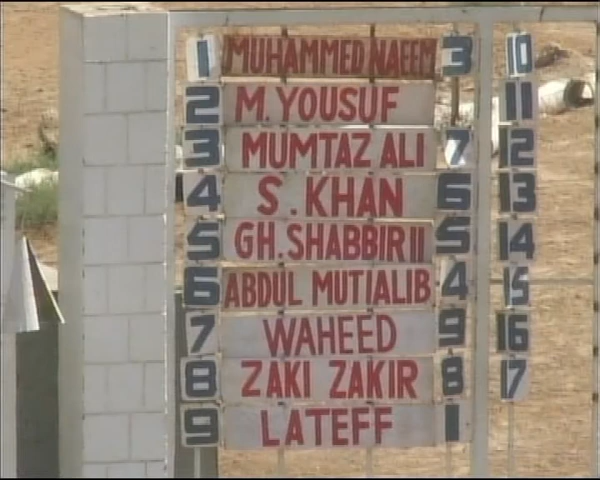 1 MUHAMMED NAEEM 3 10
2 M.YOUSUF 11
3 MUMTAZ ALI 7 12
4 S.KHAN 6 13
5 GH.SHABBIR II 5 14
6 ABDUL MUTIALIB 4 15
7 WAHEED 9 16
8 ZAKI ZAKIR 8 17
9 LATEFF 1